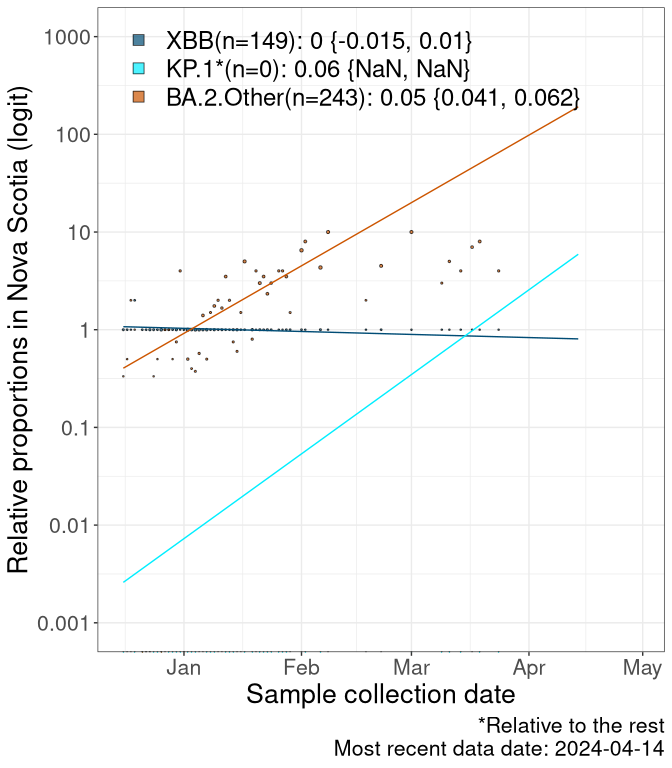 XBB(n=149): 0 {-0.015, 0.01}
KP.1*(n=0): 0.06 {NaN, NaN}
BA.2.Other(n=243): 0.05 {0.041, 0.062}
Relative proportions in Nova Scotia (logit)
1000
100
10
1
0.1
0.01
0.001
Jan Feb Mar Apr May
Sample collection date
*Relative to the rest
Most recent data date: 2024-04-14